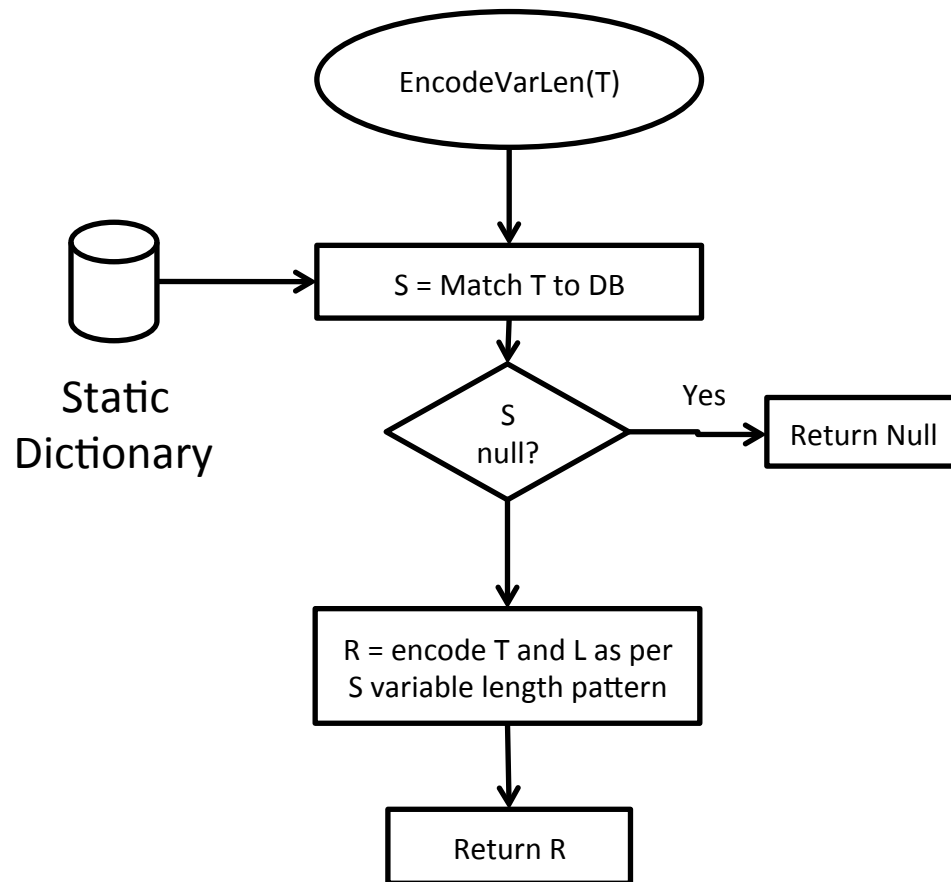 EncodeVarLen(T)
S = Match T to DB
Static
Dictionary
S
null?
Yes
Return Null
R = encode T and L as per
S variable length pattern
Return R